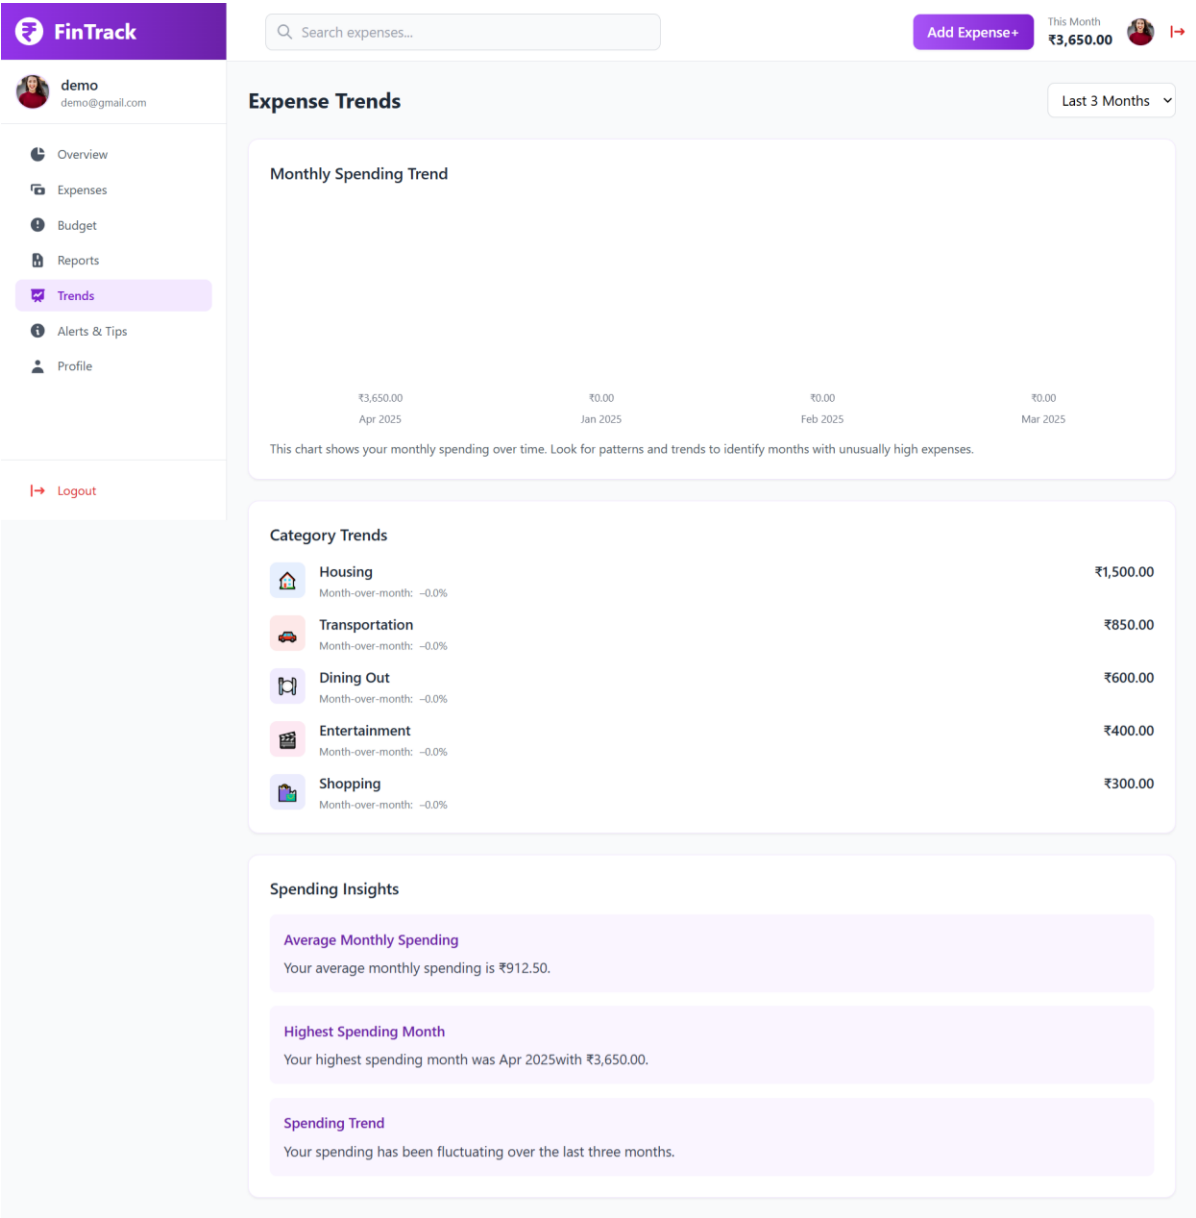 FinTrack
Search expenses...
Add Expense+
This Month
₹3,650.00
demo
demo@gmail.com
Overview
Expenses
Budget
Reports
Trends
Alerts & Tips
Profile
Logout
Expense Trends
Last 3 Months
Monthly Spending Trend
₹3,650.00 ₹0.00 ₹0.00 ₹0.00
Apr 2025 Jan 2025 Feb 2025 Mar 2025
This chart shows your monthly spending over time. Look for patterns and trends to identify months with unusually high expenses.
Category Trends
Housing ₹1,500.00
Month-over-month: –0.0%
Transportation ₹850.00
Month-over-month: –0.0%
Dining Out ₹600.00
Month-over-month: –0.0%
Entertainment ₹400.00
Month-over-month: –0.0%
Shopping ₹300.00
Month-over-month: –0.0%
Spending Insights
Average Monthly Spending
Your average monthly spending is ₹912.50.
Highest Spending Month
Your highest spending month was Apr 2025with ₹3,650.00.
Spending Trend
Your spending has been fluctuating over the last three months.